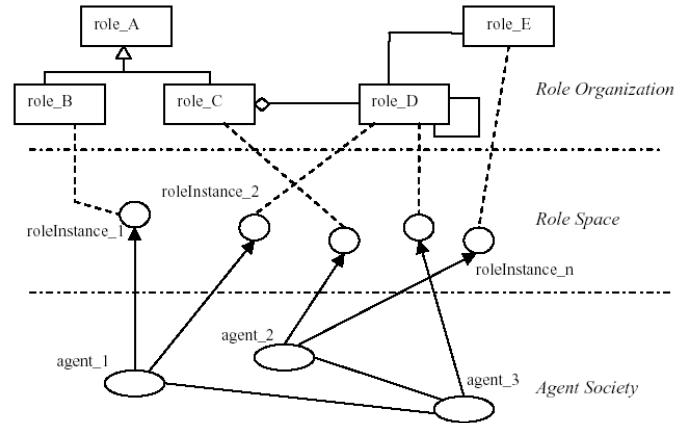 role_A
role_E
role_B
role_C
role_D
Role Organization
roleInstance_2
roleInstance_1
Role Space
roleInstance_n
agent_2
agent_1
agent_3
Agent Society